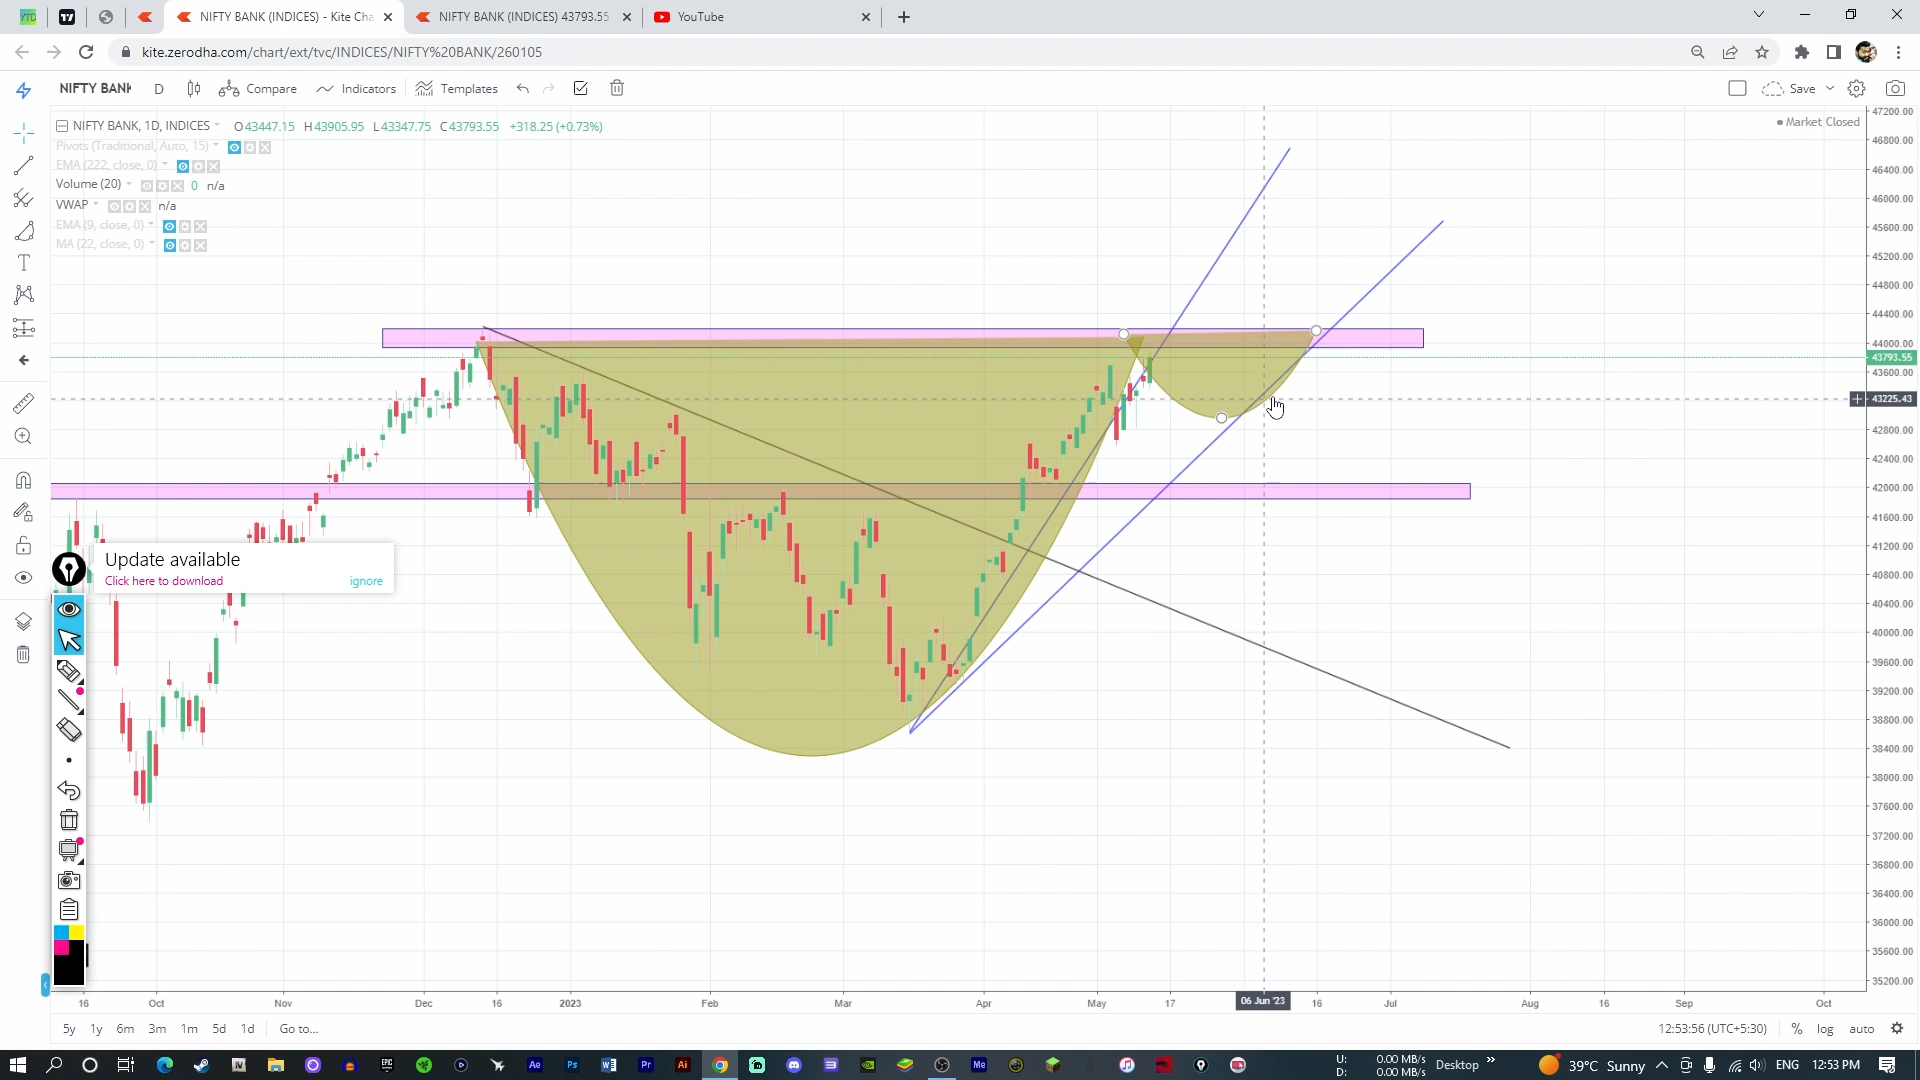 NIFTY BANK (INDICES) - Kite Cha
NIFTY BANK (INDICES) 43793.55
YouTube
kite.zerodha.com/chart/ext/tvc/INDICES/NIFTY%20BANK/260105
NIFTY BANK
D
Compare
Indicators
Templates
Save
NIFTY BANK, 1D, INDICES
O43447.15 H43905.95 L43347.75 C43793.55 +318.25 (+0.73%)
Market Closed
Pivots (Traditional, Auto, 15)
EMA (222, close, 0)
Volume (20) 0 n/a
VWAP n/a
EMA (9, close, 0)
MA (22, close, 0)
47200.00
46800.00
46400.00
46000.00
45600.00
45200.00
44800.00
44400.00
44000.00
43793.55
43600.00
43225.43
42800.00
42400.00
42000.00
41600.00
41200.00
40800.00
40400.00
40000.00
39600.00
39200.00
38800.00
38400.00
38000.00
37600.00
37200.00
36800.00
36400.00
36000.00
35600.00
35200.00
Update available
Click here to download ignore
16 Oct Nov Dec 16 2023 Feb Mar Apr May 17 06 Jun '23 16 Jul Aug 16 Sep Oct
5y 1y 6m 3m 1m 5d 1d Go to...
12:53:56 (UTC+5:30) % log auto
U: 0.00 MB/s
D: 0.00 MB/s
Desktop
39°C Sunny
ENG
12:53 PM